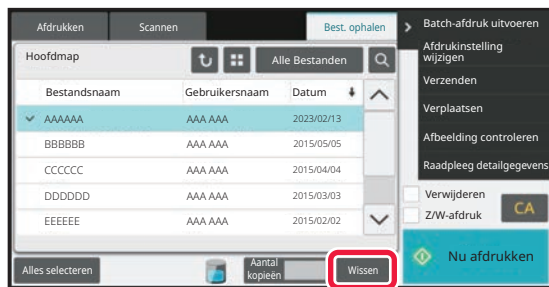 Afdrukken Scannen Best. ophalen
Hoofdmap Alle Bestanden
Bestandsnaam Gebruikersnaam Datum
AAAAAA AAA AAA 2023/02/13
BBBBBB AAA AAA 2015/05/05
CCCCCC AAA AAA 2015/04/04
DDDDDD AAA AAA 2015/03/03
EEEEEE AAA AAA 2015/02/02
Alles selecteren Aantal kopieën Wissen
Batch-afdruk uitvoeren
Afdrukinstelling
wijzigen
Verzenden
Verplaatsen
Afbeelding controleren
Raadpleeg detailgegevens
Verwijderen
Z/W-afdruk CA
Nu afdrukken